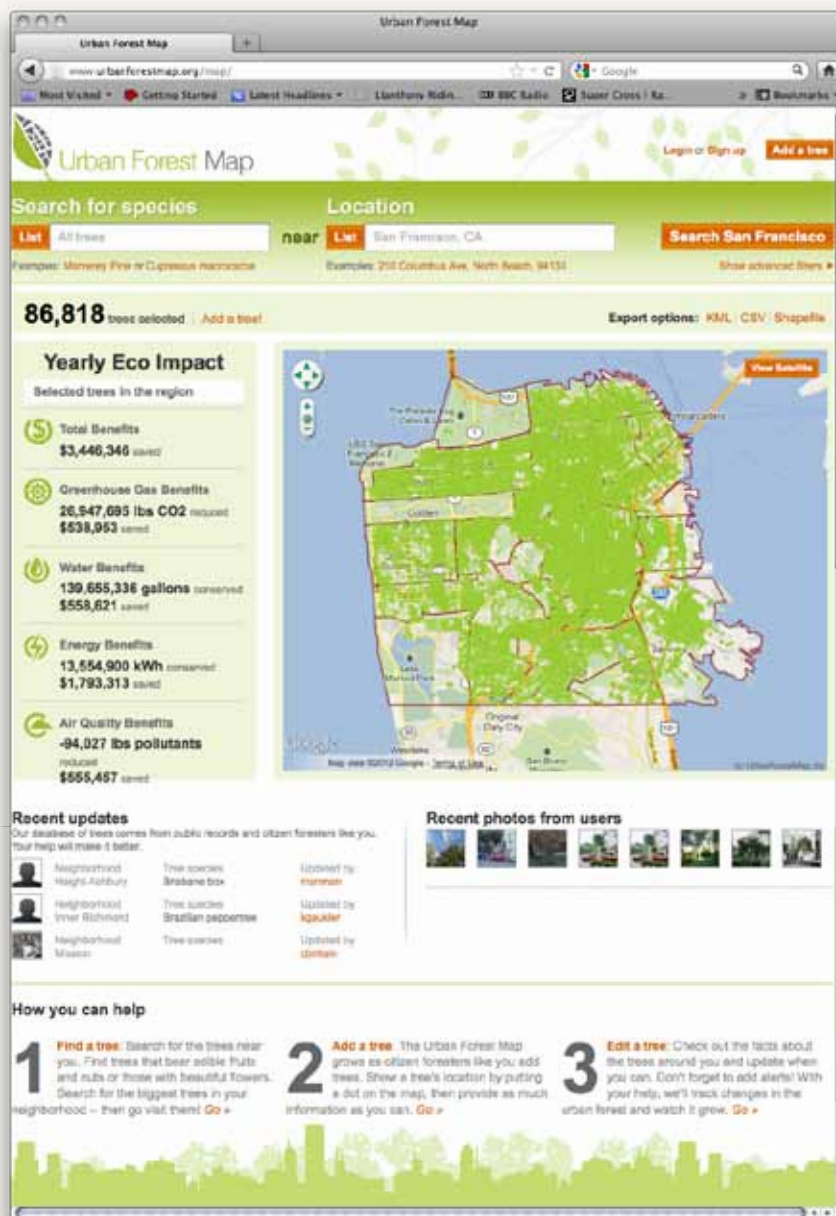 Urban Forest Map
Urban Forest Map
www.urbanforestmap.org/map/
Google
Most Visited
Getting Started
Latest Headlines
BBC Radio
Bookmarks
Urban Forest Map
Login or Sign up
Add a tree
Search for species
Location
List All trees near List San Francisco, CA
Search San Francisco
Examples: Monterey Pine or Cupressus macrocarpa
Examples: 210 Columbus Ave, North Beach, 94133
Show advanced filters
86,818 trees selected | Add a tree!
Export options: KML | CSV | Shapefile
Yearly Eco Impact
Selected trees in the region
Total Benefits
$3,446,346 saved
Greenhouse Gas Benefits
26,947,695 lbs CO2 reduced
$538,953 saved
Water Benefits
139,655,336 gallons conserved
$558,621 saved
Energy Benefits
13,554,900 kWh conserved
$1,793,313 saved
Air Quality Benefits
-94,027 lbs pollutants
reduced
$555,457 saved
View Satellite
101
1
Original
Daly City
Westlake
Terms of Use
Recent updates
Our database of trees comes from public records and citizen foresters like you.
Your help will make it better.
Neighborhood Tree species Updated by
Haight-Ashbury Brisbane box
Neighborhood Tree species Updated by
Inner Richmond Brazilian peppertree kgaukler
Neighborhood Tree species Updated by
Mission
Recent photos from users
How you can help
1 Find a tree: Search for the trees near
you. Find trees that bear edible fruits
and nuts or those with beautiful flowers.
Search for the biggest trees in your
neighborhood – then go visit them! Go »
2 Add a tree: The Urban Forest Map
grows as citizen foresters like you add
trees. Show a tree's location by putting
a dot on the map, then provide as much
information as you can. Go »
3 Edit a tree: Check out the facts about
the trees around you and update when
you can. Don't forget to add alerts! With
your help, we'll track changes in the
urban forest and watch it grow. Go »